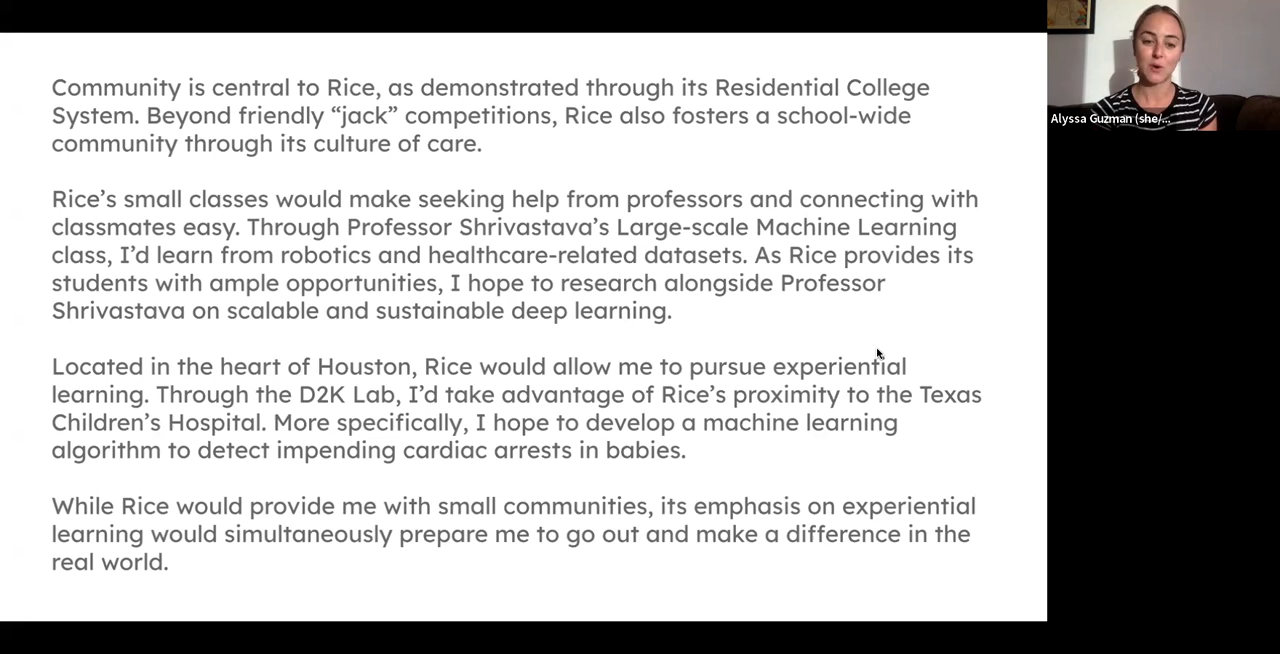 Community is central to Rice, as demonstrated through its Residential College
System. Beyond friendly “jack” competitions, Rice also fosters a school-wide
community through its culture of care.
Rice’s small classes would make seeking help from professors and connecting with
classmates easy. Through Professor Shrivastava’s Large-scale Machine Learning
class, I’d learn from robotics and healthcare-related datasets. As Rice provides its
students with ample opportunities, I hope to research alongside Professor
Shrivastava on scalable and sustainable deep learning.
Located in the heart of Houston, Rice would allow me to pursue experiential
learning. Through the D2K Lab, I’d take advantage of Rice’s proximity to the Texas
Children’s Hospital. More specifically, I hope to develop a machine learning
algorithm to detect impending cardiac arrests in babies.
While Rice would provide me with small communities, its emphasis on experiential
learning would simultaneously prepare me to go out and make a difference in the
real world.
Alyssa Guzman (she/...